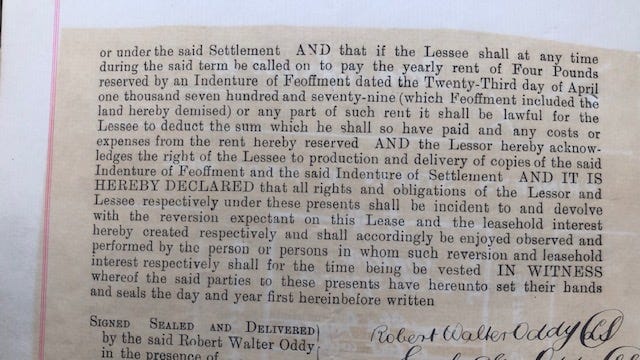 or under the said Settlement AND that if the Lessee shall at any time
during the said term be called on to pay the yearly rent of Four Pounds
reserved by an Indenture of Feoffment dated the Twenty-Third day of April
one thousand seven hundred and seventy-nine (which Feoffment included the
land hereby demised) or any part of such rent it shall be lawful for the
Lessee to deduct the sum which he shall so have paid and any costs or
expenses from the rent hereby reserved AND the Lessor hereby acknow-
ledges the right of the Lessee to production and delivery of copies of the said
Indenture of Feoffment and the said Indenture of Settlement AND IT IS
HEREBY DECLARED that all rights and obligations of the Lessor and
Lessee respectively under these presents shall be incident to and devolve
with the reversion expectant on this Lease and the leasehold interest
hereby created respectively and shall accordingly be enjoyed observed and
performed by the person or persons in whom such reversion and leasehold
interest respectively shall for the time being be vested IN WITNESS
whereof the said parties to these presents have hereunto set their hands
and seals the day and year first hereinbefore written
SIGNED SEALED AND DELIVERED
by the said Robert Walter Oddy
in the presence of
Robert Walter Oddy